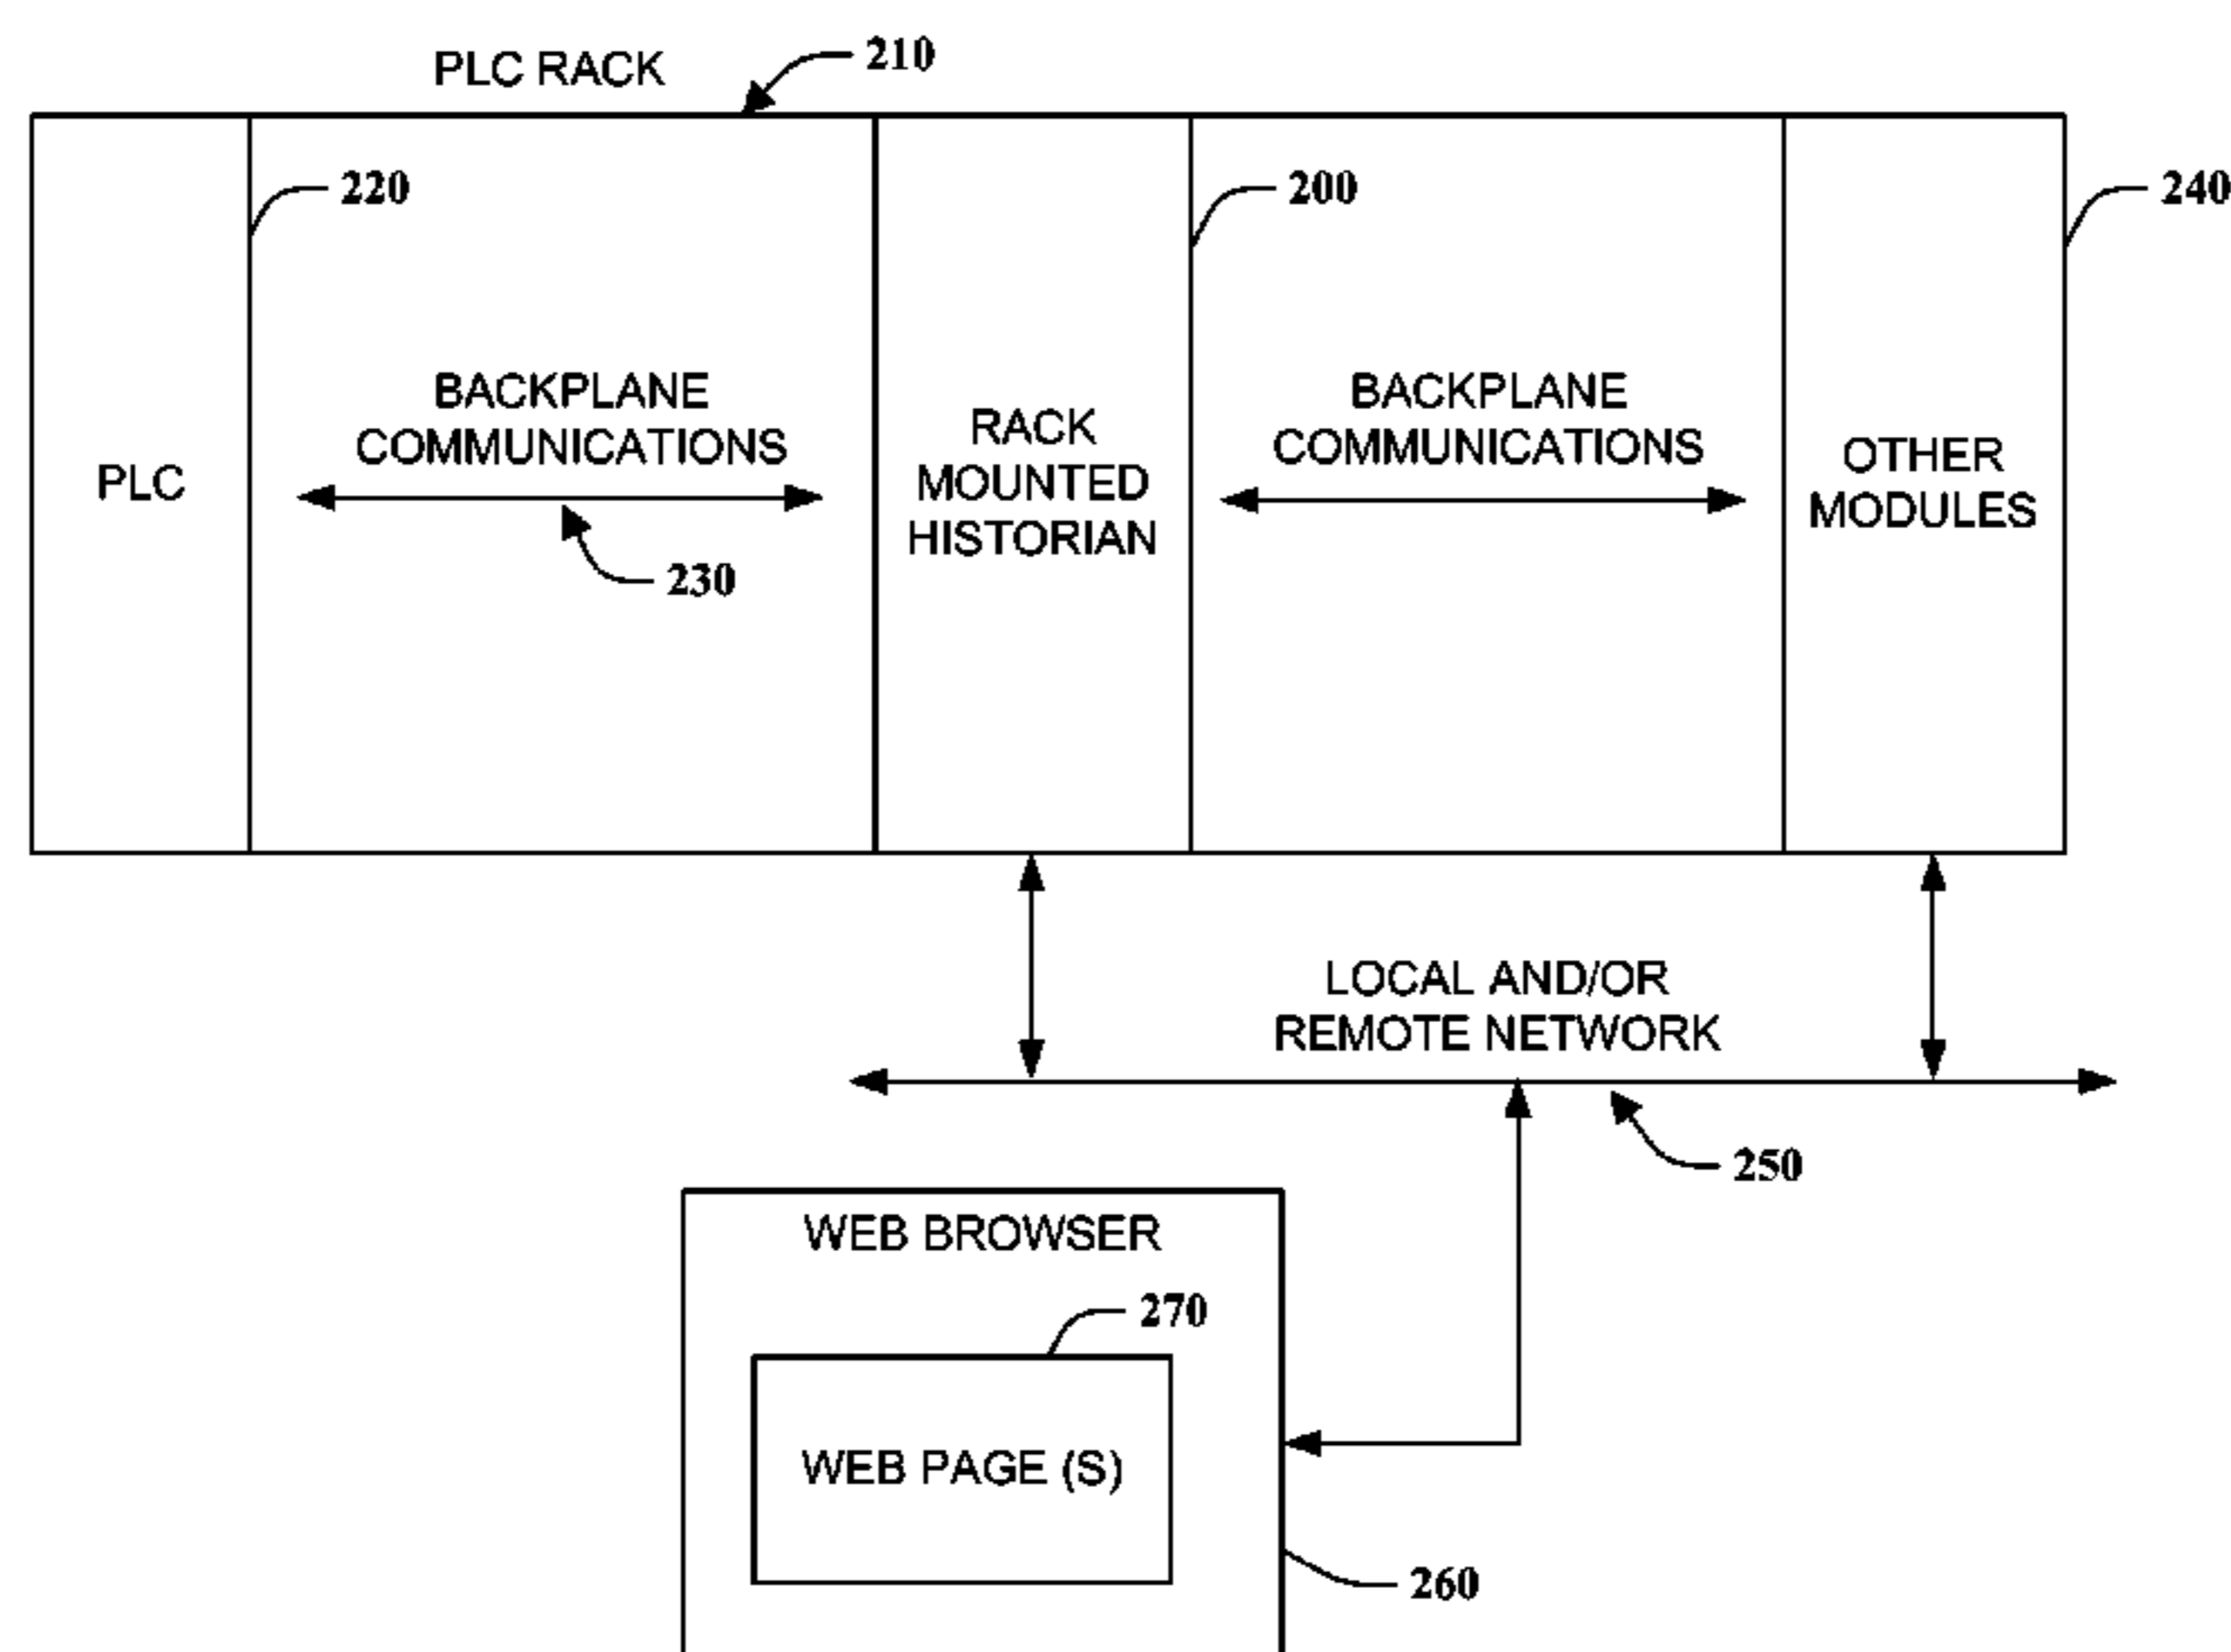 PLC RACK
210
220
200
240
PLC
BACKPLANE
COMMUNICATIONS
230
RACK
MOUNTED
HISTORIAN
BACKPLANE
COMMUNICATIONS
OTHER
MODULES
LOCAL AND/OR
REMOTE NETWORK
250
WEB BROWSER
270
WEB PAGE (S)
260